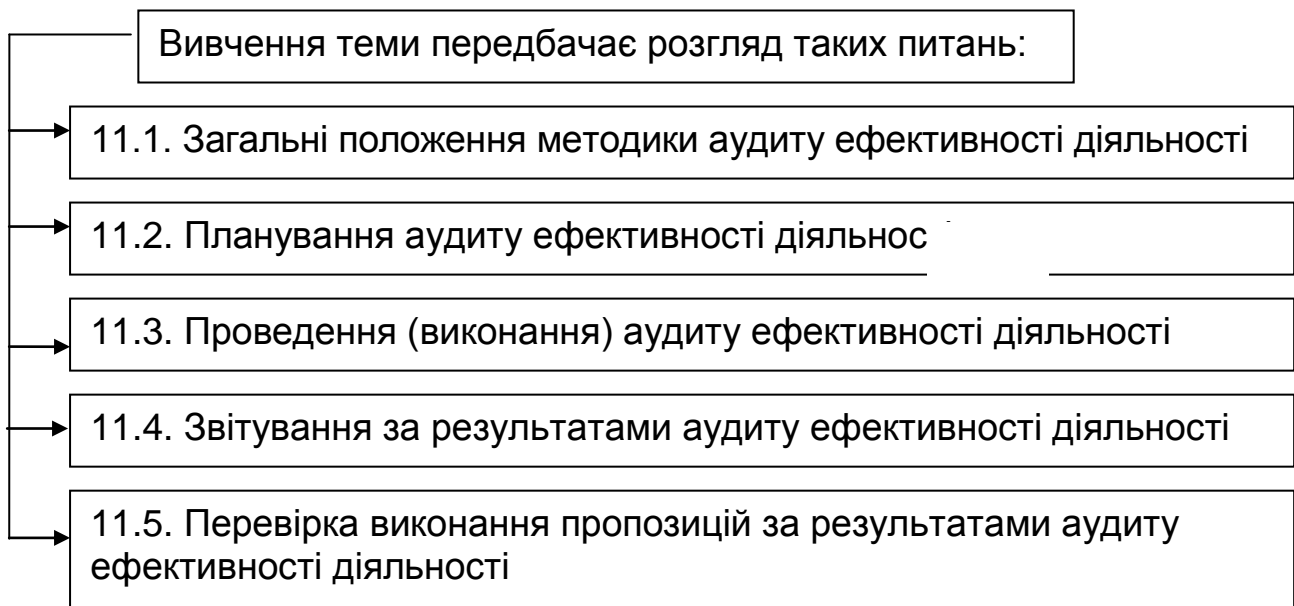 Вивчення теми передбачає розгляд таких питань:
11.1. Загальні положення методики аудиту ефективності діяльності
11.2. Планування аудиту ефективності діяльнос
11.3. Проведення (виконання) аудиту ефективності діяльності
11.4. Звітування за результатами аудиту ефективності діяльності
11.5. Перевірка виконання пропозицій за результатами аудиту
ефективності діяльності